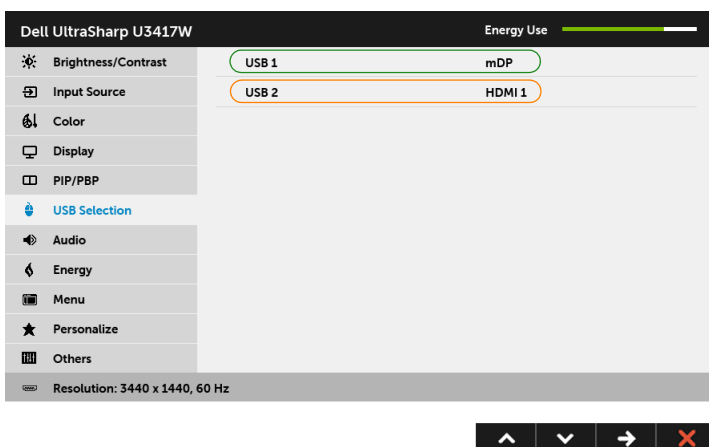 Dell UltraSharp U3417W Energy Use
Brightness/Contrast USB 1 mDP
Input Source USB 2 HDMI 1
Color
Display
PIP/PBP
USB Selection
Audio
Energy
Menu
Personalize
Others
Resolution: 3440 x 1440, 60 Hz